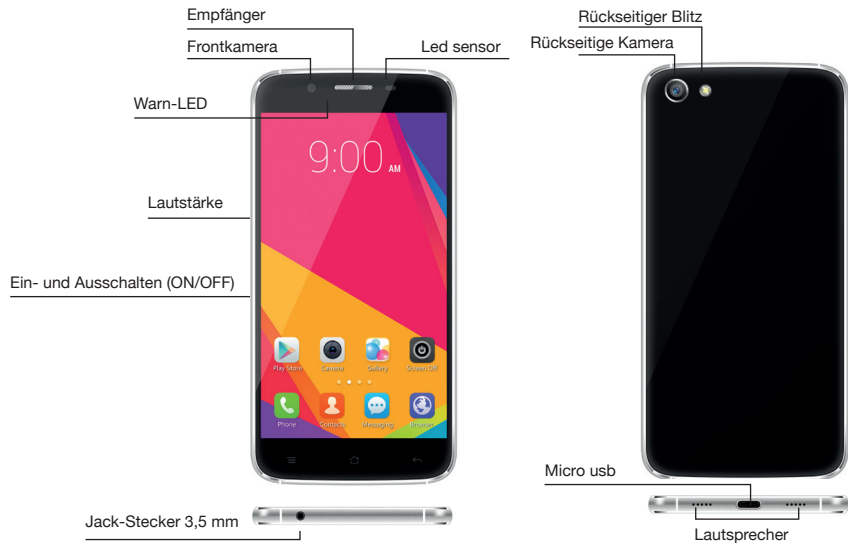 Empfänger
Frontkamera
Led sensor
Warn-LED
Lautstärke
Ein- und Ausschalten (ON/OFF)
9:00 AM
Play Store
Camera
Gallery
Screen Off
Phone
Contacts
Messaging
Browser
Jack-Stecker 3,5 mm
Rückseitiger Blitz
Rückseitige Kamera
Micro usb
Lautsprecher